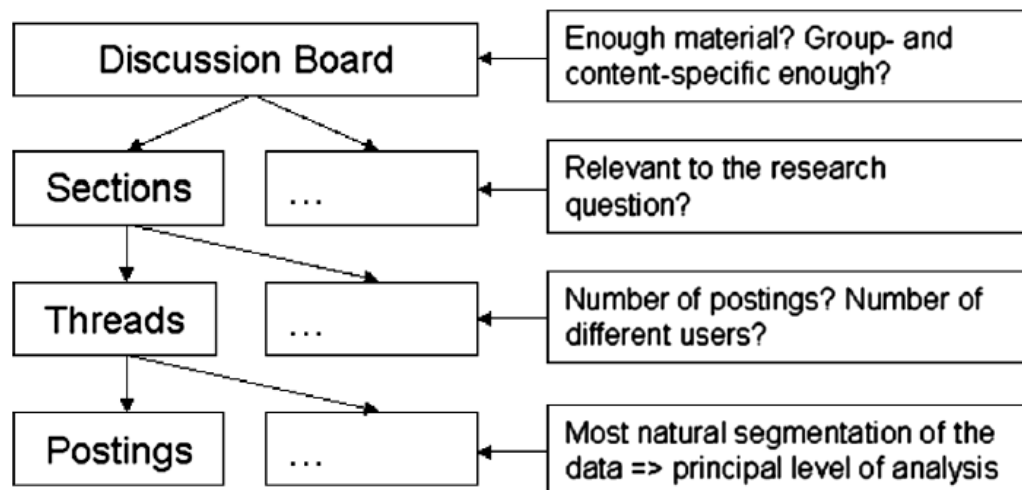 Discussion Board
Enough material? Group- and
content-specific enough?
Sections
...
Relevant to the research
question?
Threads
...
Number of postings? Number of
different users?
Postings
...
Most natural segmentation of the
data => principal level of analysis